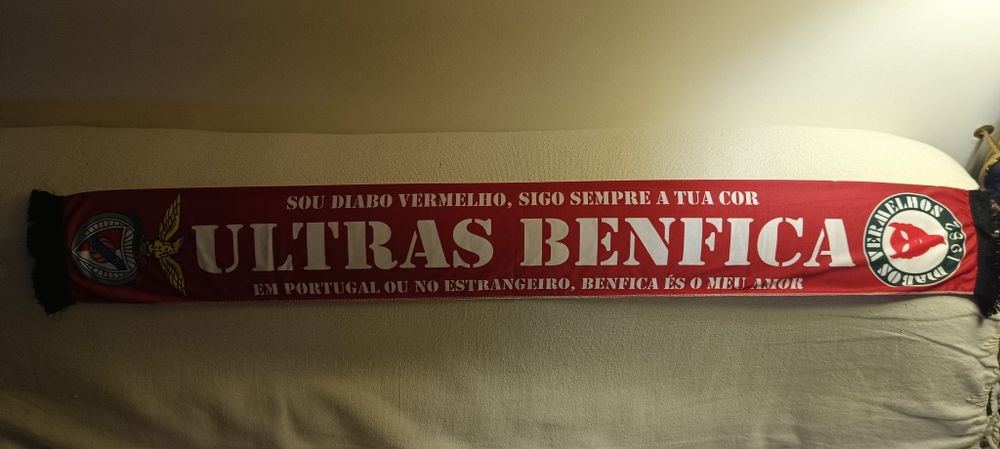 SOU DIABO VERMELHO, SIGO SEMPRE A TUA COR
ULTRAS BENFICA
EM PORTUGAL OU NO ESTRANGEIRO, BENFICA ÉS O MEU AMOR
DIABOS VERMELHOS 1982